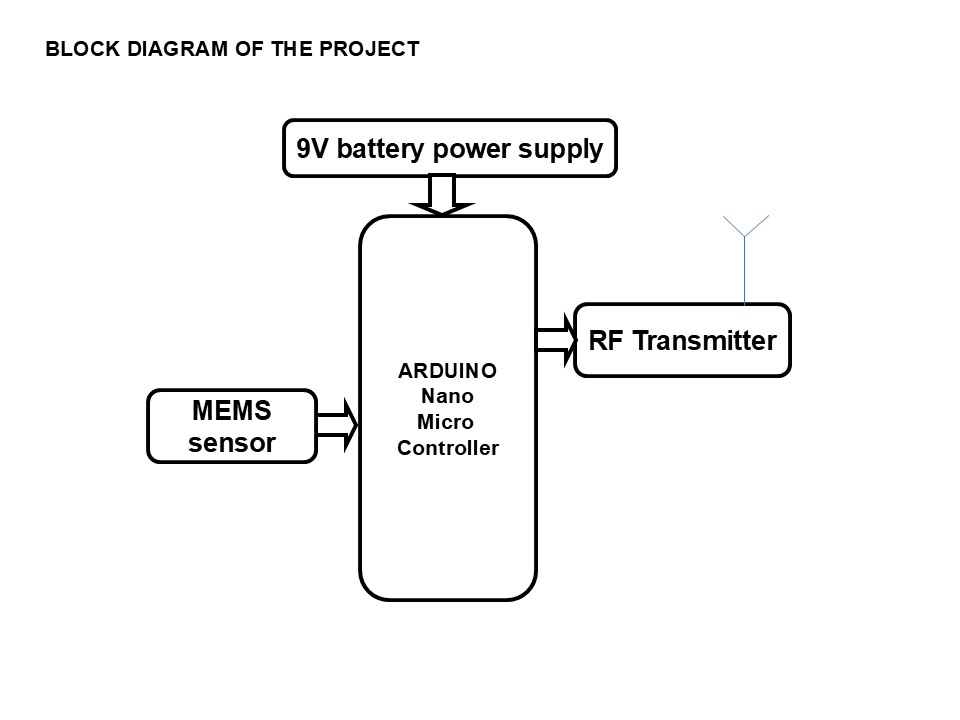 BLOCK DIAGRAM OF THE PROJECT
9V battery power supply
RF Transmitter
ARDUINO
Nano
Micro
Controller
MEMS
sensor